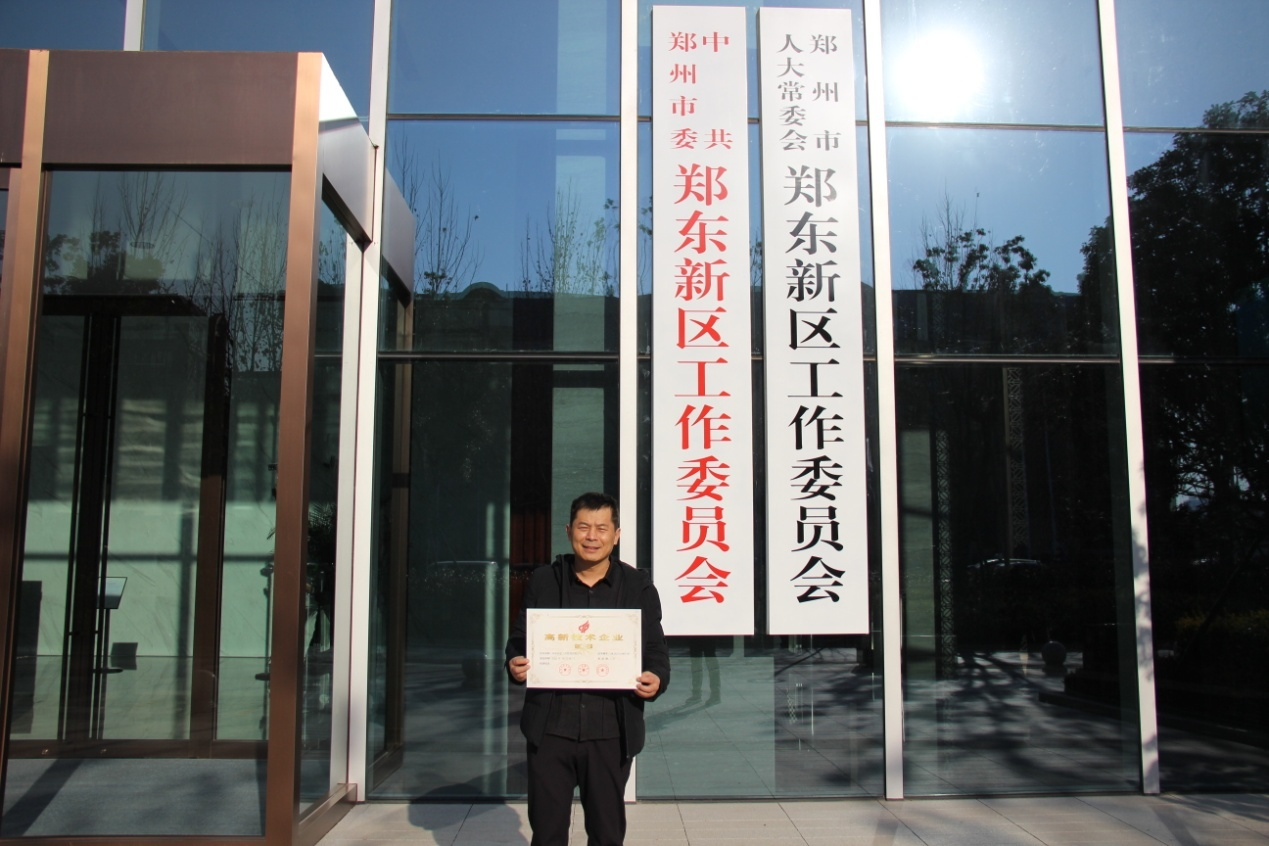 中共
郑州市委
郑东新区工作委员会
郑州市
人大常委会
郑东新区工作委员会
高新技术企业
证书